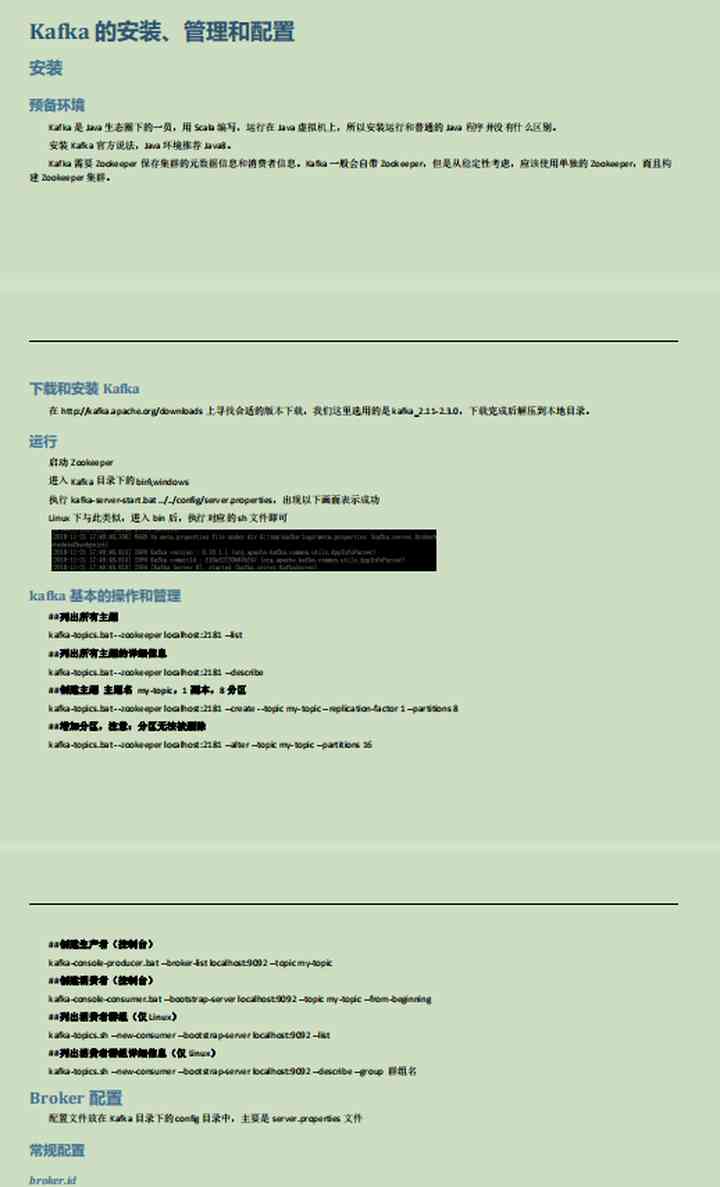 Kafka 的安装、管理和配置
安装
预备环境
Kafka 是 Java 生态圈下的一员，用 Scala 编写，运行在 Java 虚拟机上，所以安装运行和普通的 Java 程序并没有什么区别。
安装 Kafka 官方说法，Java 环境推荐 Java8。
Kafka 需要 Zookeeper 保存集群的元数据信息和消费者信息。Kafka 一般会自带 Zookeeper，但是从稳定性考虑，应该使用单独的 Zookeeper，而且构
建 Zookeeper 集群。
下载和安装 Kafka
在 http://kafka.apache.org/downloads 上寻找合适的版本下载，我们这里选用的是 kafka_2.11-2.3.0，下载完成后解压到本地目录。
运行
启动 Zookeeper
进入 Kafka 目录下的 bin\windows
执行 kafka-server-start.bat ../../config/server.properties，出现以下画面表示成功
Linux 下与此类似，进入 bin 后，执行对应的 sh 文件即可
kafka 基本的操作和管理
##列出所有主题
kafka-topics.bat --zookeeper localhost:2181 --list
##列出所有主题的详细信息
kafka-topics.bat --zookeeper localhost:2181 --describe
##创建主题 主题名 my-topic，1 副本，8 分区
kafka-topics.bat --zookeeper localhost:2181 --create --topic my-topic --replication-factor 1 --partitions 8
##增加分区，注意：分区无法被删除
kafka-topics.bat --zookeeper localhost:2181 --alter --topic my-topic --partitions 16
##创建生产者（控制台）
kafka-console-producer.bat --broker-list localhost:9092 --topic my-topic
##创建消费者（控制台）
kafka-console-consumer.bat --bootstrap-server localhost:9092 --topic my-topic --from-beginning
##列出消费者群组（仅 Linux）
kafka-topics.sh --new-consumer --bootstrap-server localhost:9092 --list
##列出消费者群组详细信息（仅 Linux）
kafka-topics.sh --new-consumer --bootstrap-server localhost:9092 --describe --group 群组名
Broker 配置
配置文件放在 Kafka 目录下的 config 目录中，主要是 server.properties 文件
常规配置
broker.id